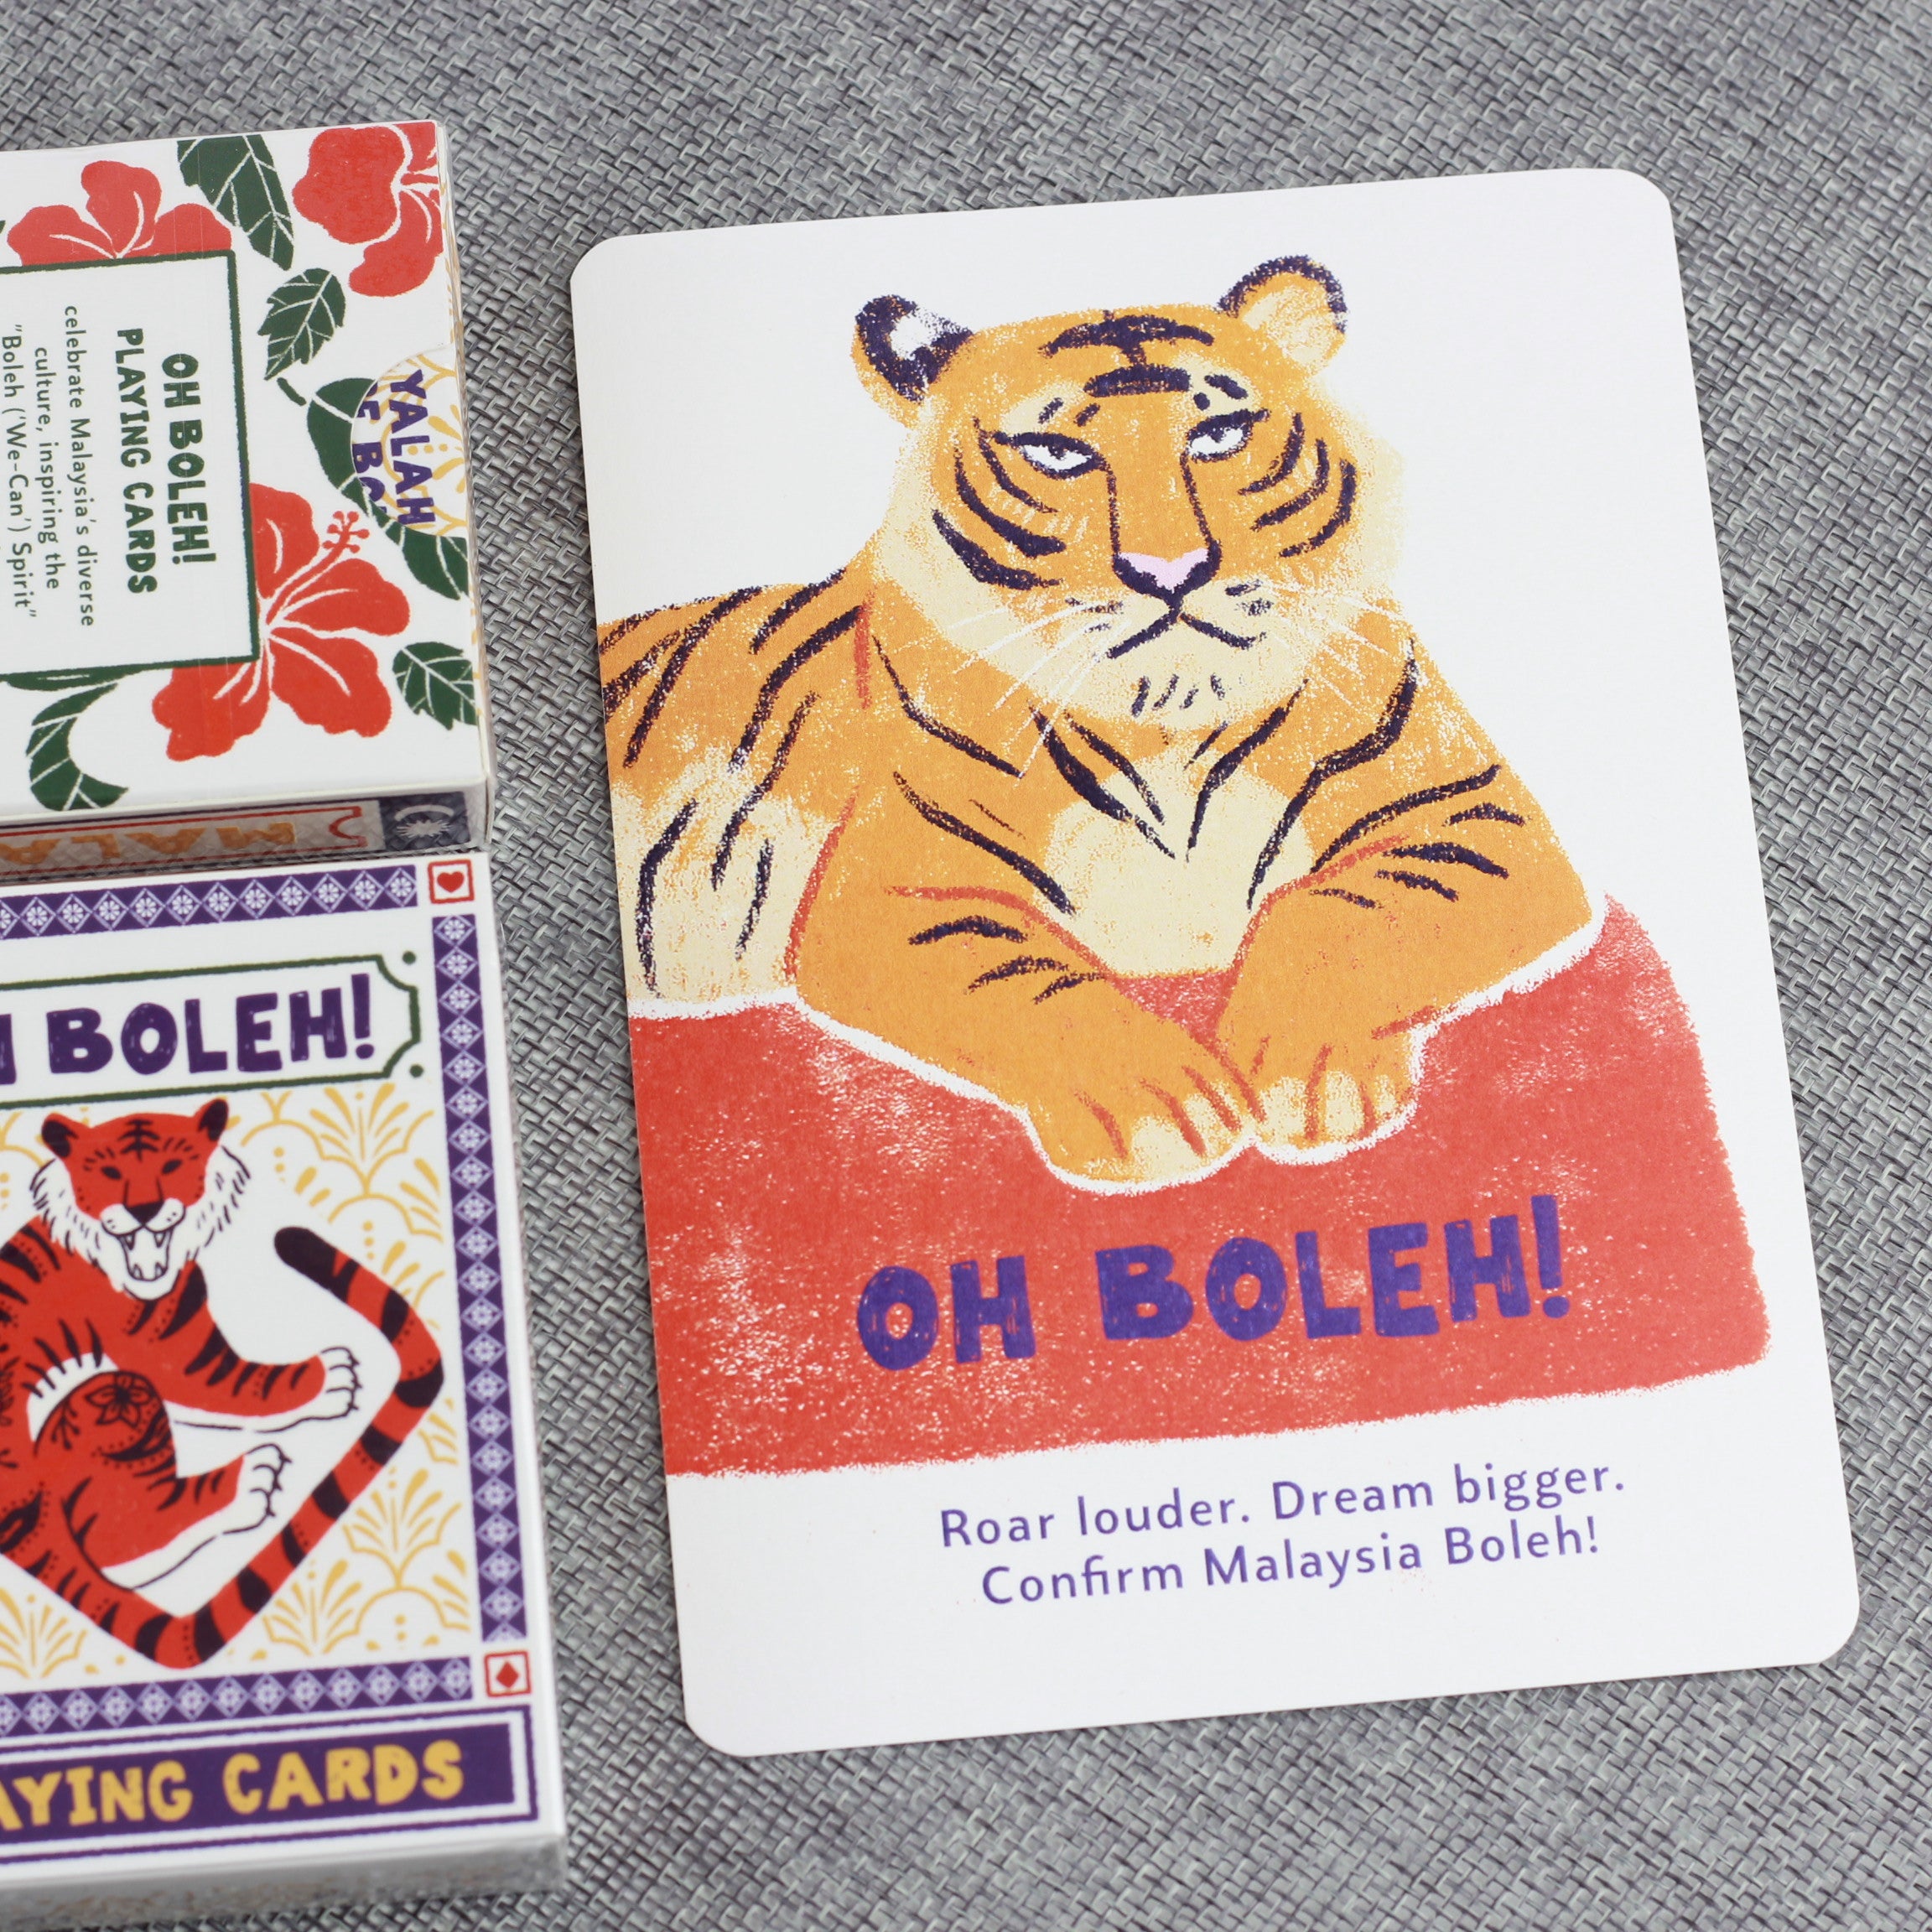 OH BOLEH!
PLAYING CARDS
celebrate Malaysia's diverse
culture, inspiring the
"Boleh ('We-Can') Spirit"
YALAH
BOLEH!
CARDS
OH BOLEH!
Roar louder. Dream bigger.
Confirm Malaysia Boleh!